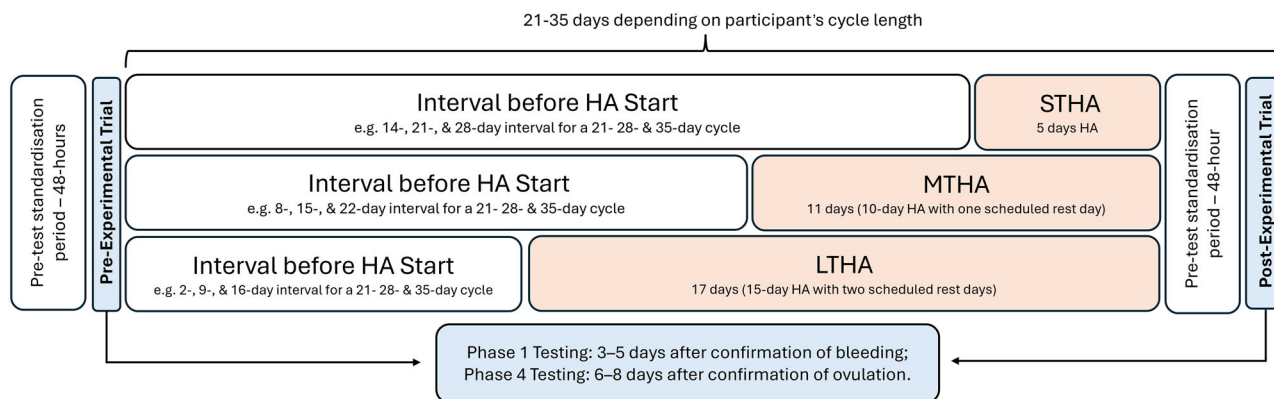 21-35 days depending on participant's cycle length
Pre-test standardisation
period – 48-hours
Pre-Experimental Trial
Interval before HA Start
e.g. 14-, 21-, & 28-day interval for a 21- 28- & 35-day cycle
STHA
5 days HA
Interval before HA Start
e.g. 8-, 15-, & 22-day interval for a 21- 28- & 35-day cycle
MTHA
11 days (10-day HA with one scheduled rest day)
Interval before HA Start
e.g. 2-, 9-, & 16-day interval for a 21- 28- & 35-day cycle
LTHA
17 days (15-day HA with two scheduled rest days)
Pre-test standardisation
period – 48-hour
Post-Experimental Trial
Phase 1 Testing: 3–5 days after confirmation of bleeding;
Phase 4 Testing: 6–8 days after confirmation of ovulation.